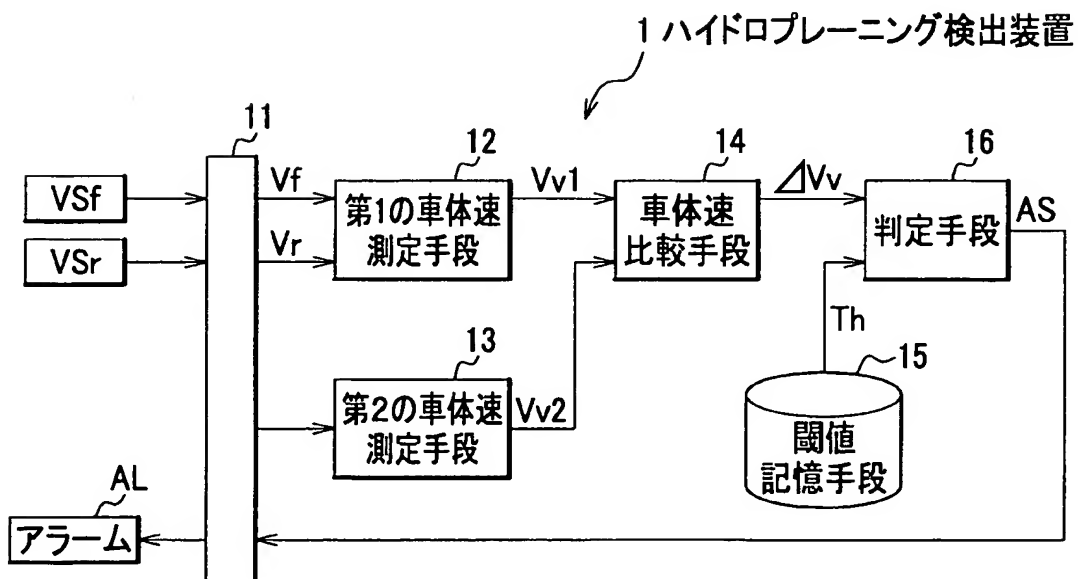 1 ハイドロプレーニング検出装置
11
VSf
VSr
Vf
Vr
12
第1の車体速
測定手段
Vv1
14
車体速
比較手段
⊿Vv
16
判定手段
AS
13
第2の車体速
測定手段
Vv2
Th
15
閾値
記憶手段
AL
アラーム